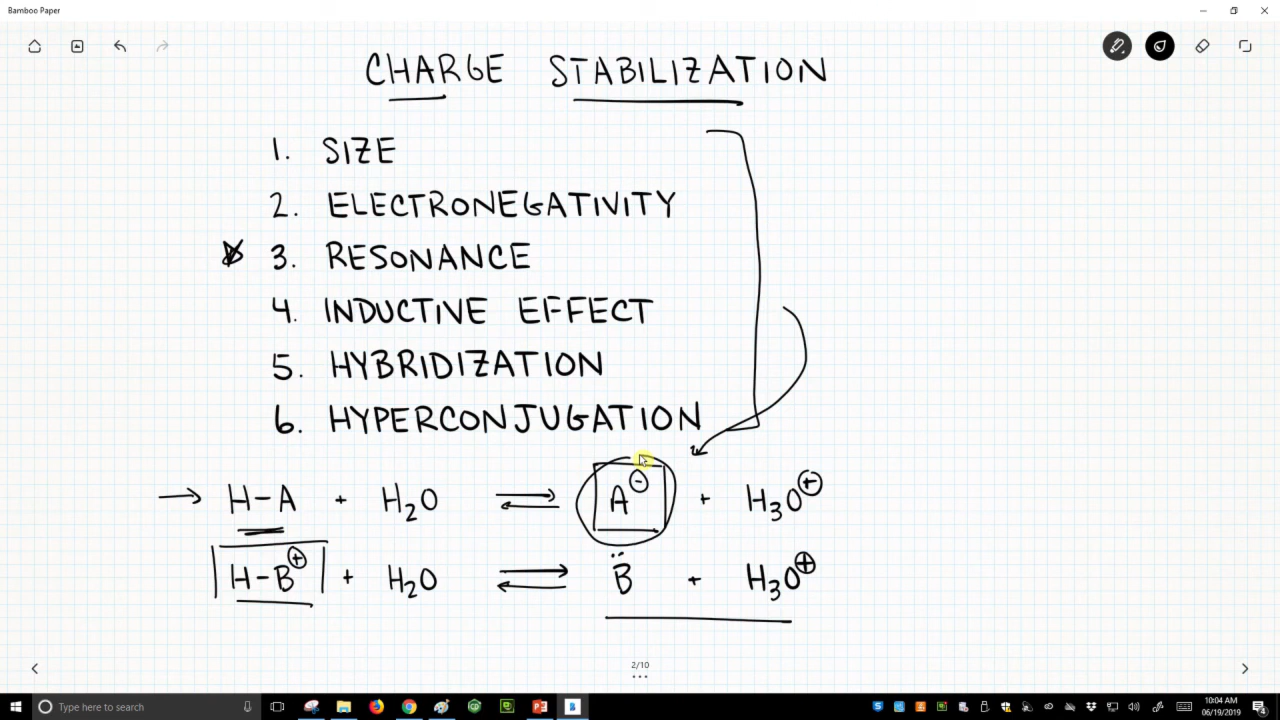 Bamboo Paper
CHARGE STABILIZATION
1. SIZE
2. ELECTRONEGATIVITY
3. RESONANCE
4. INDUCTIVE EFFECT
5. HYBRIDIZATION
6. HYPERCONJUGATION
→ H-A + H₂O ⇌ A⊖ + H₃O⊕
H-B⊕ + H₂O ⇌ B̈ + H₃O⊕
2/10
Type here to search
10:04 AM
06/19/2019